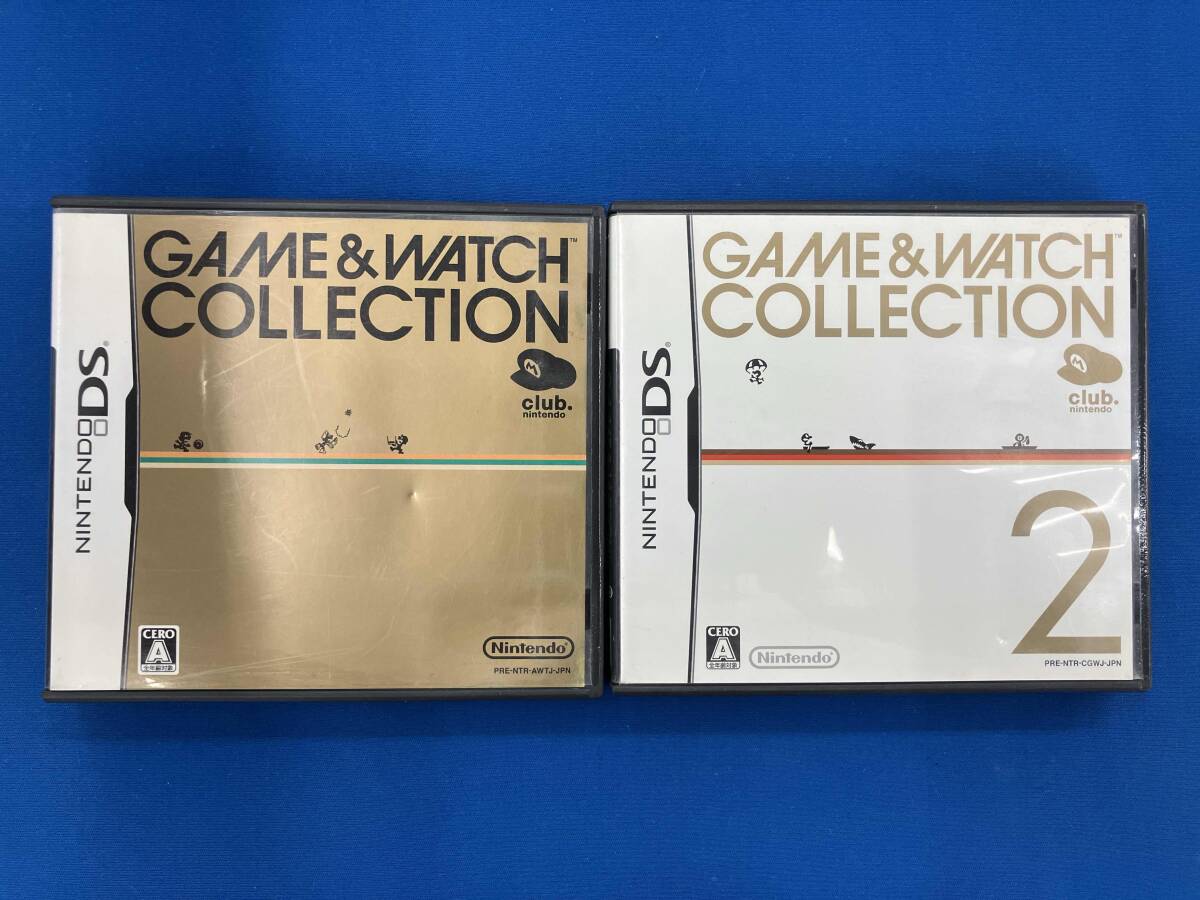 NINTENDO DS®
GAME & WATCH™
COLLECTION
M
club.
nintendo
CERO
A
全年齢対象
Nintendo®
PRE-NTR-AWTJ-JPN
NINTENDO DS®
GAME & WATCH™
COLLECTION
M
club.
nintendo
2
CERO
A
全年齢対象
Nintendo®
PRE-NTR-CGWJ-JPN